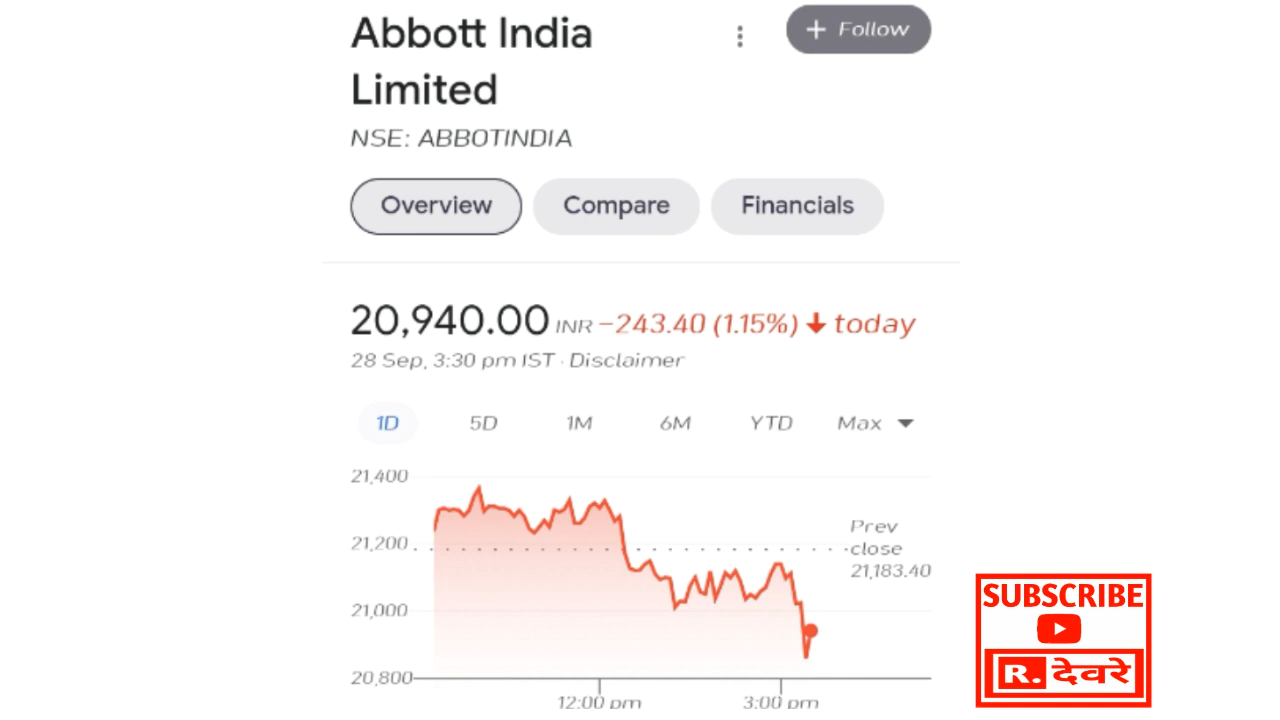 Abbott India
Limited
+ Follow
NSE: ABBOTINDIA
Overview
Compare
Financials
20,940.00 INR −243.40 (1.15%) ↓ today
28 Sep, 3:30 pm IST · Disclaimer
1D 5D 1M 6M YTD Max
21,400
21,200
21,000
20,800
Prev
close
21,183.40
12:00 pm 3:00 pm
SUBSCRIBE
R. देवरे